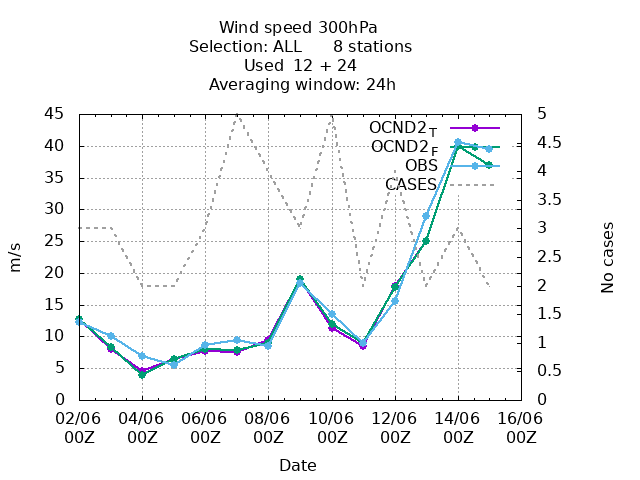 Wind speed 300hPa
Selection: ALL 8 stations
Used 12 + 24
Averaging window: 24h
45
40
35
30
25
20
15
10
5
0
m/s
OCND2 T
OCND2 F
OBS
CASES
5
4.5
4
3.5
3
2.5
2
1.5
1
0.5
0
No cases
02/06 04/06 06/06 08/06 10/06 12/06 14/06 16/06
00Z 00Z 00Z 00Z 00Z 00Z 00Z 00Z
Date